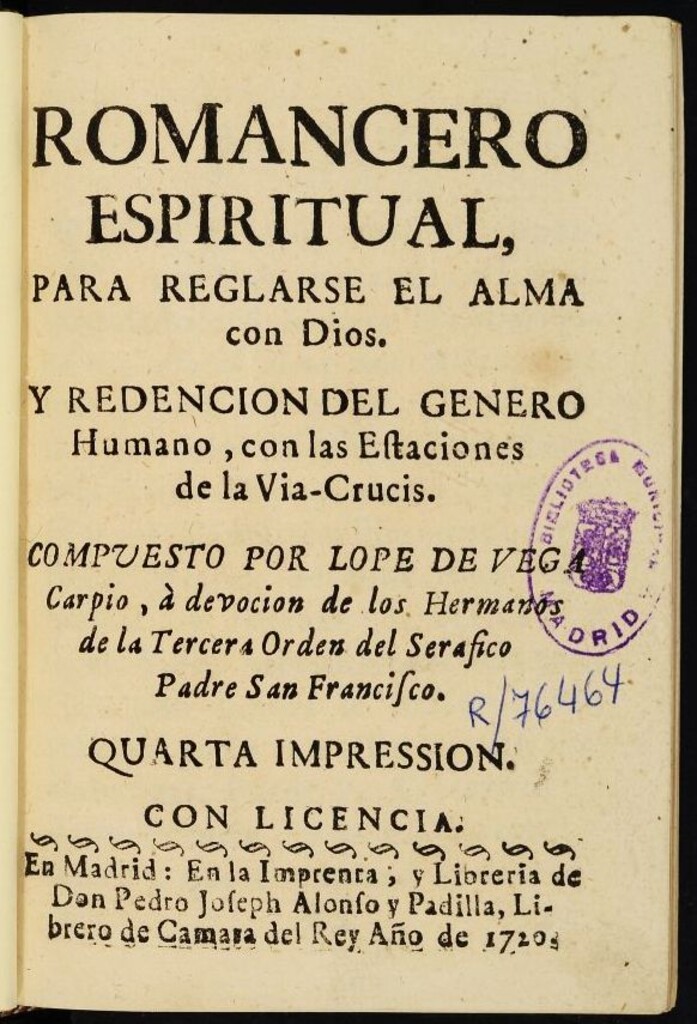 ROMANCERO
ESPIRITUAL,
PARA REGLARSE EL ALMA
con Dios.
Y REDENCION DEL GENERO
Humano , con las Eſtaciones
de la Via-Crucis.
COMPUESTO POR LOPE DE VEGA
Carpio , à devocion de los Hermanos
de la Tercera Orden del Serafico
Padre San Franciſco.
QUARTA IMPRESSION.
CON LICENCIA.
En Madrid: En la Imprenta, y Libreria de
Don Pedro Joſeph Alonſo y Padilla, Li-
brero de Camara del Rey Año de 1720.
BIBLIOTECA MUNICIPAL
MADRID
R/76464